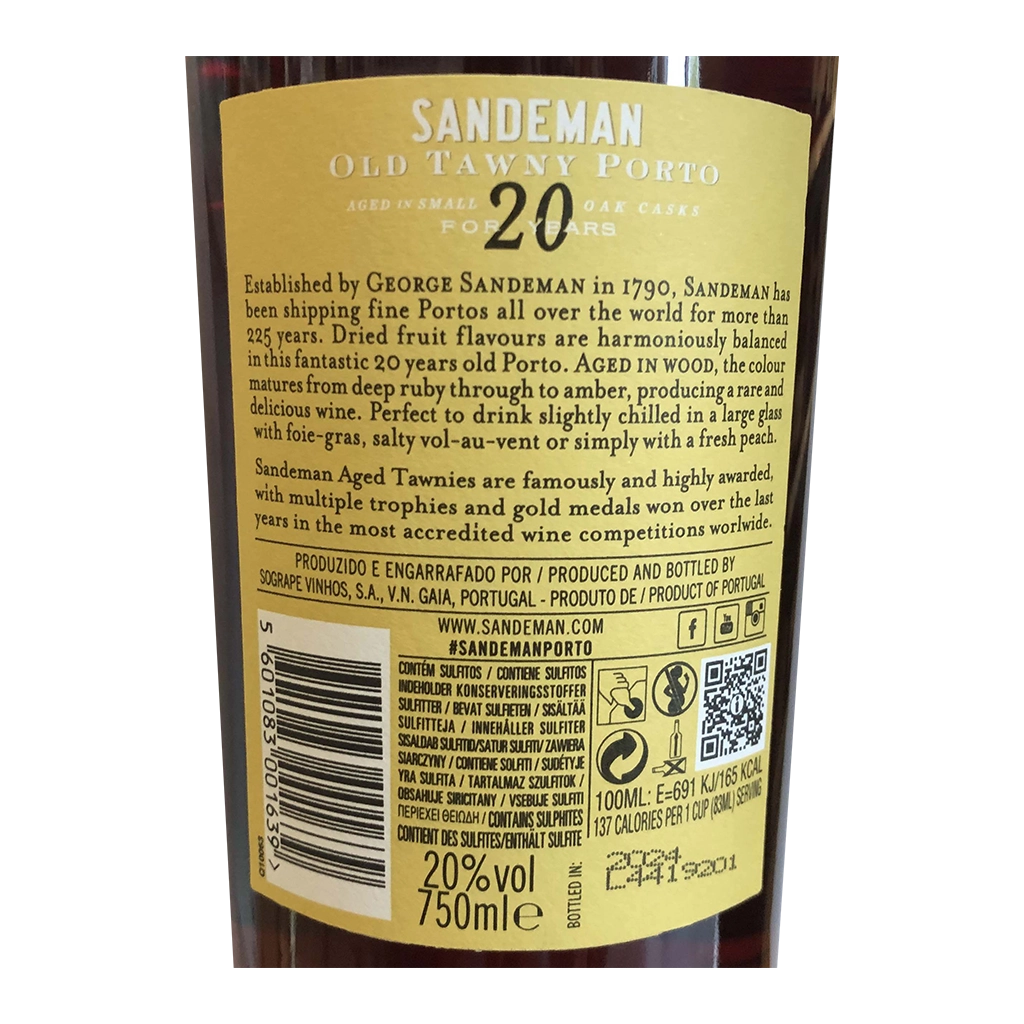 SANDEMAN
OLD TAWNY PORTO
AGED IN SMALL 20 OAK CASKS
FOR YEARS
Established by GEORGE SANDEMAN in 1790, SANDEMAN has
been shipping fine Portos all over the world for more than
225 years. Dried fruit flavours are harmoniously balanced
in this fantastic 20 years old Porto. AGED IN WOOD, the colour
matures from deep ruby through to amber, producing a rare and
delicious wine. Perfect to drink slightly chilled in a large glass
with foie-gras, salty vol-au-vent or simply with a fresh peach.
Sandeman Aged Tawnies are famously and highly awarded,
with multiple trophies and gold medals won over the last
years in the most accredited wine competitions worlwide.
PRODUZIDO E ENGARRAFADO POR / PRODUCED AND BOTTLED BY
SOGRAPE VINHOS, S.A., V.N. GAIA, PORTUGAL - PRODUTO DE / PRODUCT OF PORTUGAL
WWW.SANDEMAN.COM
#SANDEMANPORTO
f
You Tube
5 601083 001639 >
010063
CONTÉM SULFITOS / CONTIENE SULFITOS
INDEHOLDER KONSERVERINGSSTOFFER
SULFITTER / BEVAT SULFIETEN / SISÄLTÄÄ
SULFITTEJA / INNEHÅLLER SULFITER
SISALDAB SULFITID/SATUR SULFITI/ ZAWIERA
SIARCZYNY / CONTIENE SOLFITI / SUDĖTYJE
YRA SULFITA / TARTALMAZ SZULFITOK /
OBSAHUJE SIRICITANY / VSEBUJE SULFITI
ΠΕΡΙΕΧΕΙ ΘΕΙΩΔΗ / CONTAINS SULPHITES
CONTIENT DES SULFITES/ENTHÄLT SULFITE
i
100ML: E=691 KJ/165 KCAL
137 CALORIES PER 1 CUP (83ML) SERVING
20%vol
750ml e
BOTTLED IN:
2024
L4419201